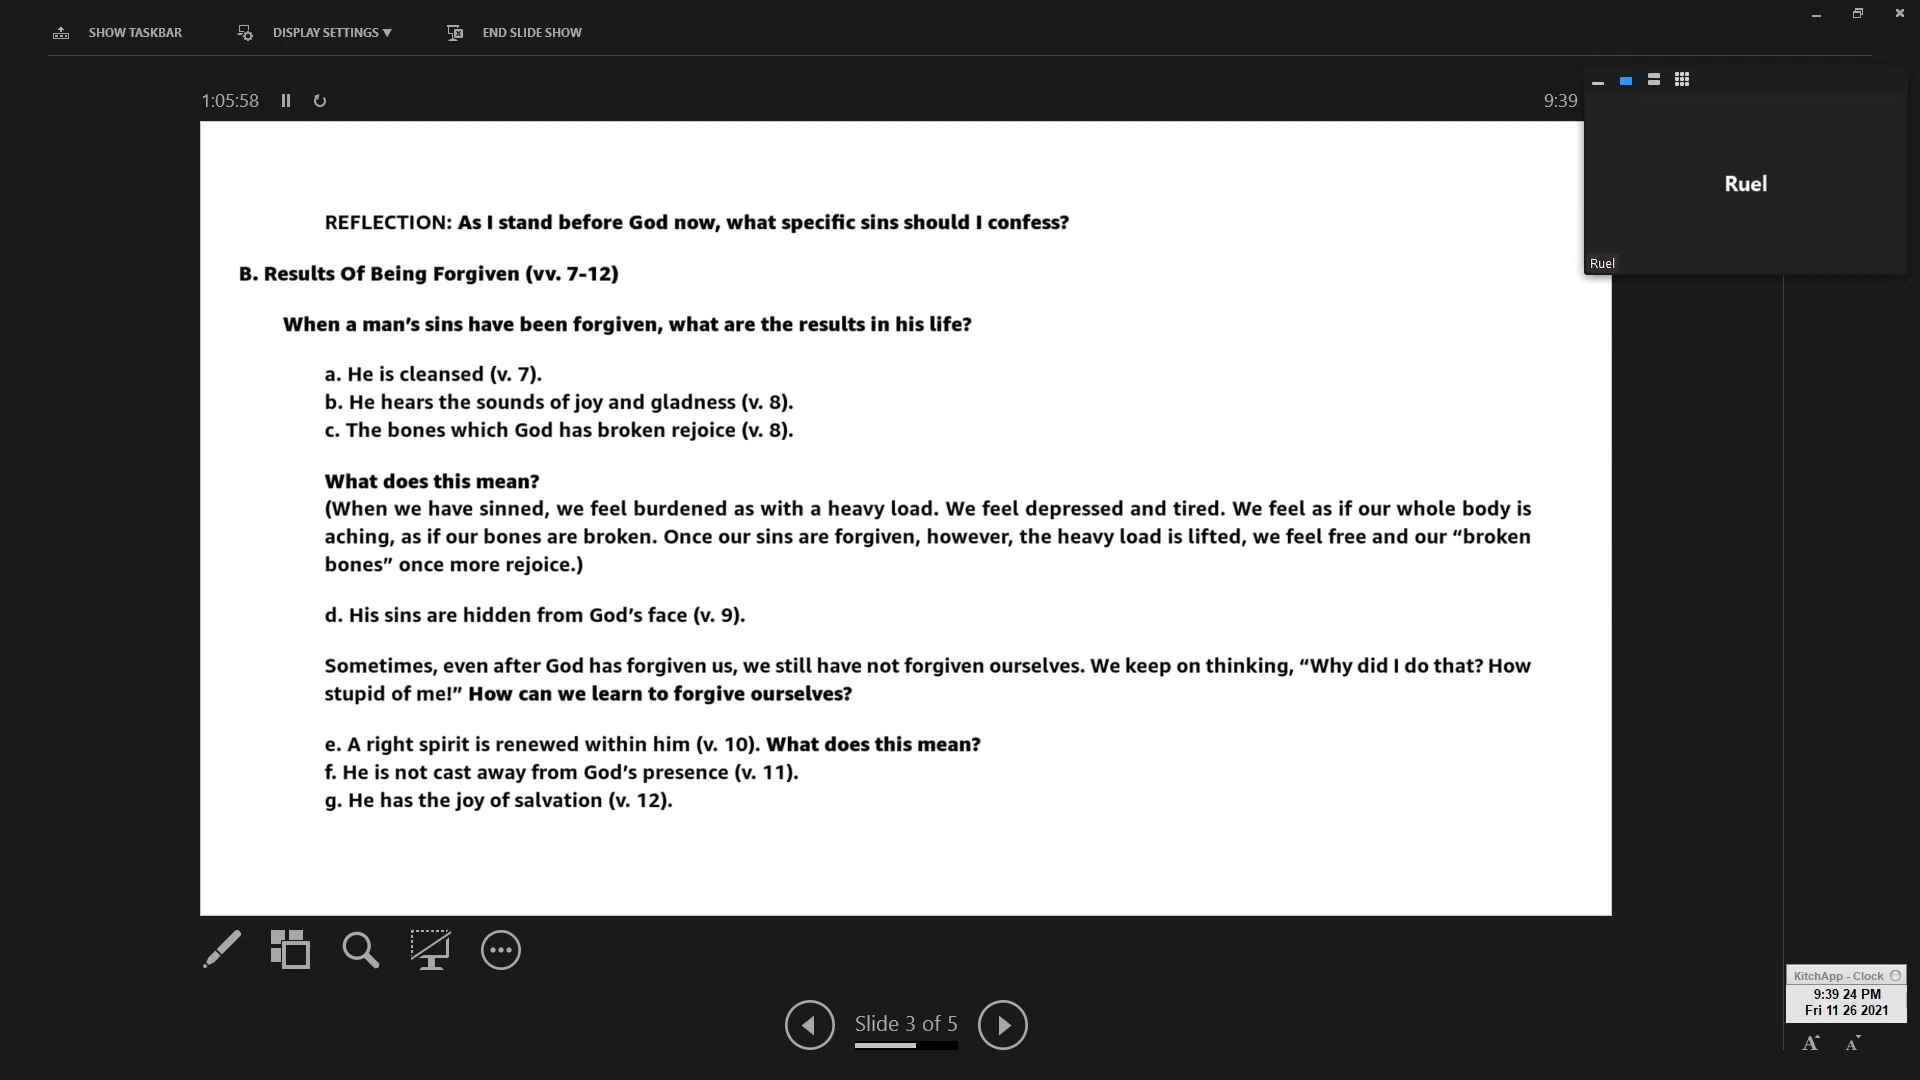 SHOW TASKBAR
DISPLAY SETTINGS ▼
END SLIDE SHOW
1:05:58
9:39
Ruel
Ruel
REFLECTION: As I stand before God now, what specific sins should I confess?
B. Results Of Being Forgiven (vv. 7-12)
When a man’s sins have been forgiven, what are the results in his life?
a. He is cleansed (v. 7).
b. He hears the sounds of joy and gladness (v. 8).
c. The bones which God has broken rejoice (v. 8).
What does this mean?
(When we have sinned, we feel burdened as with a heavy load. We feel depressed and tired. We feel as if our whole body is
aching, as if our bones are broken. Once our sins are forgiven, however, the heavy load is lifted, we feel free and our “broken
bones” once more rejoice.)
d. His sins are hidden from God’s face (v. 9).
Sometimes, even after God has forgiven us, we still have not forgiven ourselves. We keep on thinking, “Why did I do that? How
stupid of me!” How can we learn to forgive ourselves?
e. A right spirit is renewed within him (v. 10). What does this mean?
f. He is not cast away from God’s presence (v. 11).
g. He has the joy of salvation (v. 12).
Slide 3 of 5
KitchApp - Clock
9:39 24 PM
Fri 11 26 2021
A A